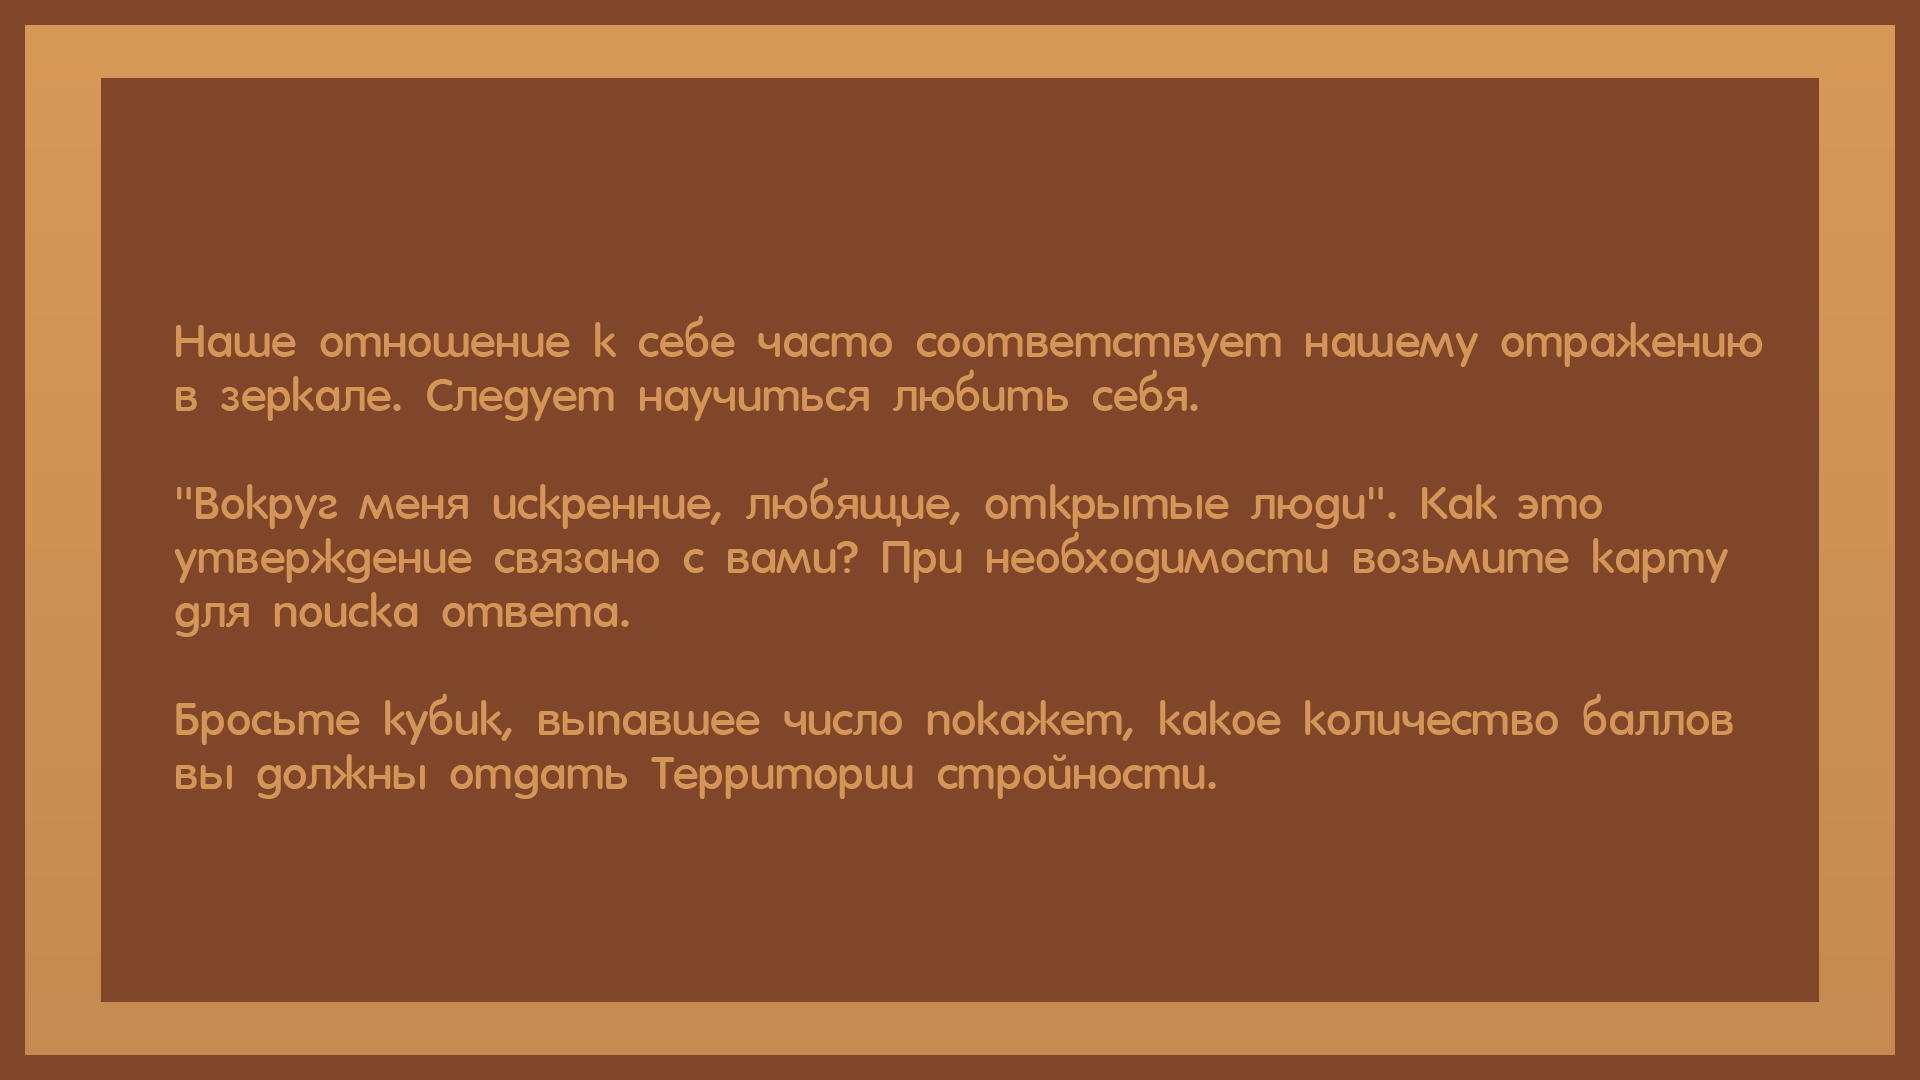 Наше отношение к себе часто соответствует нашему отражению
в зеркале. Следует научиться любить себя.
"Вокруг меня искренние, любящие, открытые люди". Как это
утверждение связано с вами? При необходимости возьмите карту
для поиска ответа.
Бросьте кубик, выпавшее число покажет, какое количество баллов
вы должны отдать Территории стройности.